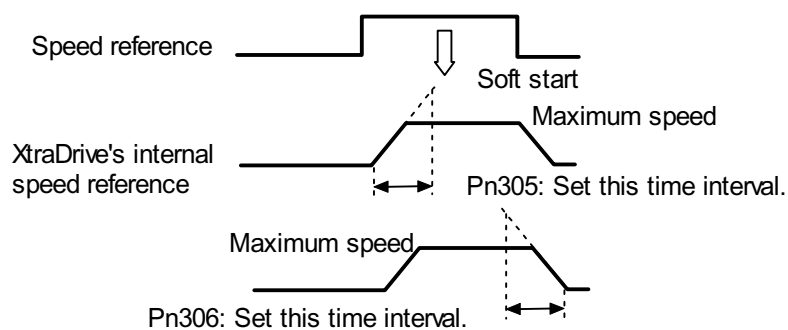 Speed reference
Soft start
Maximum speed
XtraDrive's internal
speed reference
Pn305: Set this time interval.
Maximum speed
Pn306: Set this time interval.